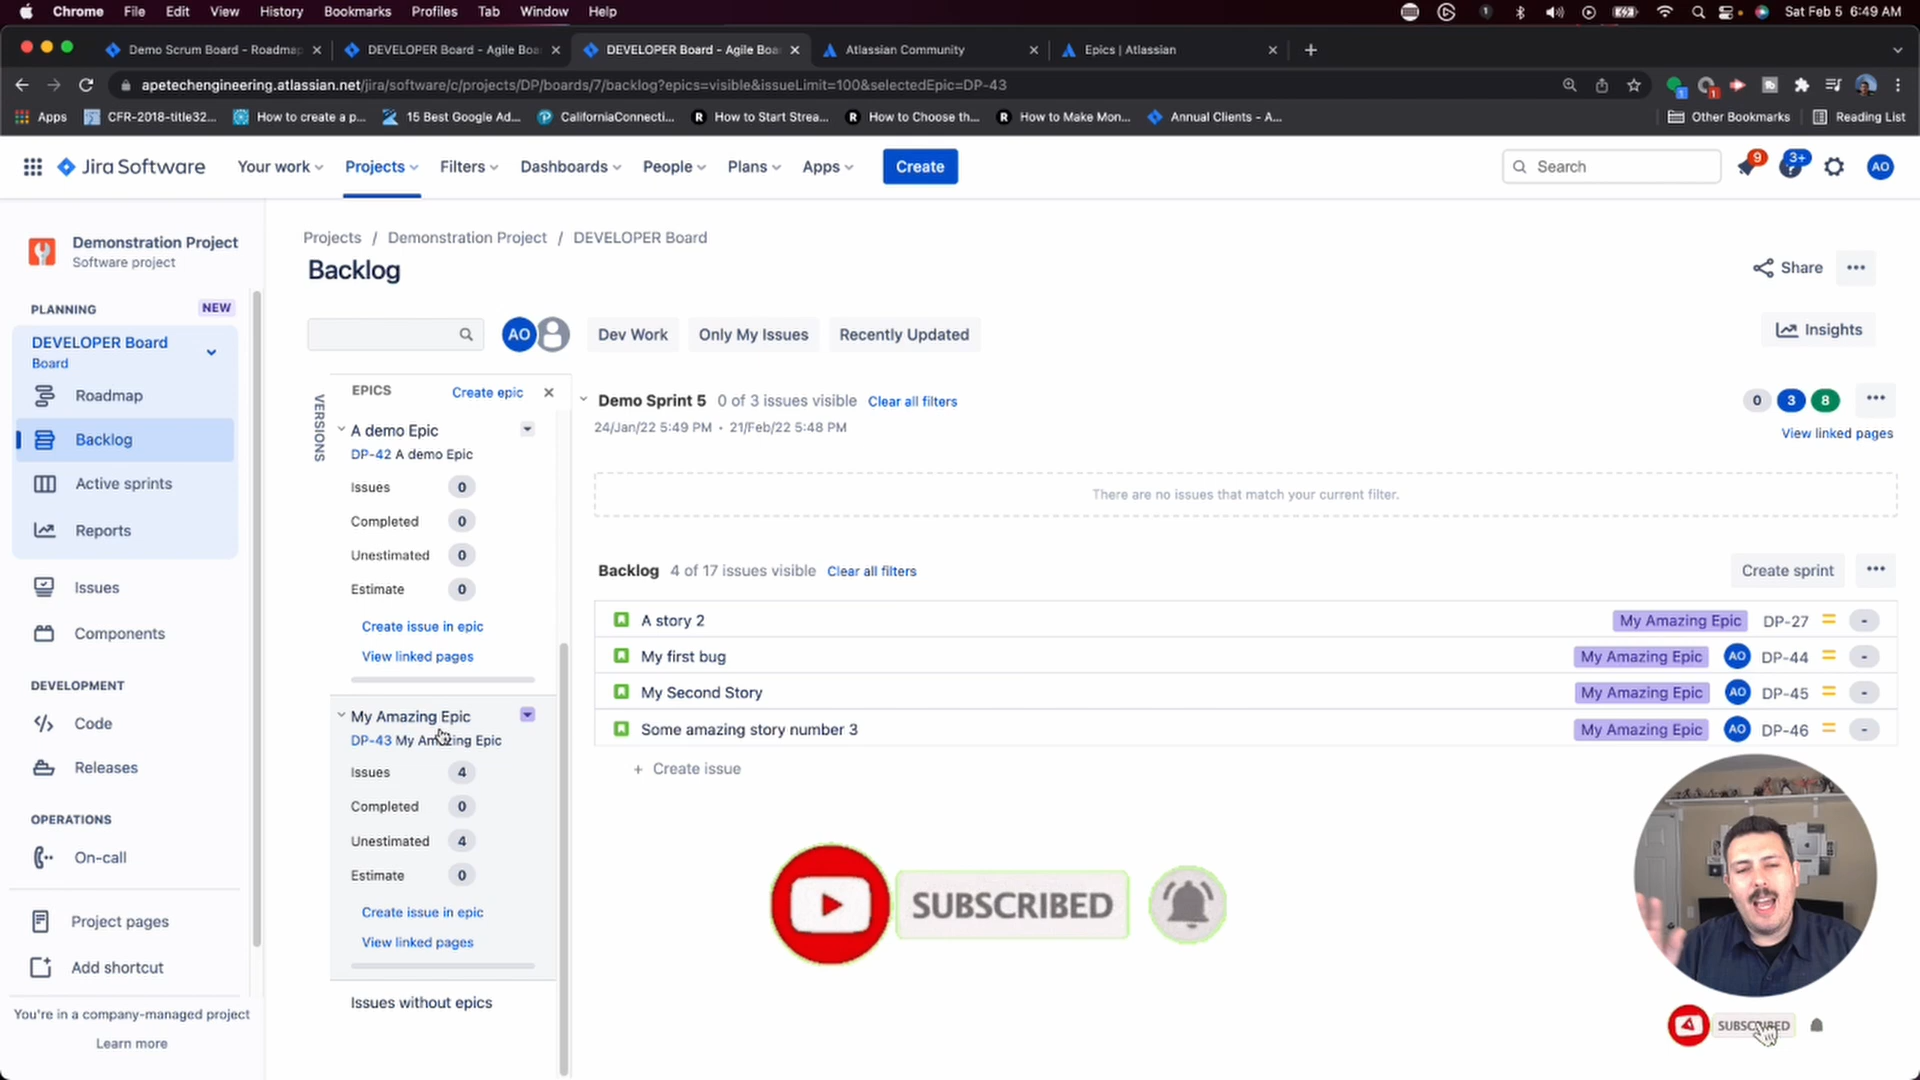 Chrome File Edit View History Bookmarks Profiles Tab Window Help 1 Sat Feb 5 6:49 AM
Demo Scrum Board - Roadmap DEVELOPER Board - Agile Boa DEVELOPER Board - Agile Boa Atlassian Community Epics | Atlassian
apetechengineering.atlassian.net/jira/software/c/projects/DP/boards/7/backlog?epics=visible&issueLimit=100&selectedEpic=DP-43
Apps CFR-2018-title32... How to create a p... 15 Best Google Ad... CaliforniaConnecti... How to Start Strea... How to Choose th... How to Make Mon... Annual Clients - A... Other Bookmarks Reading List
Jira Software Your work Projects Filters Dashboards People Plans Apps Create Search 9 3+ AO
Demonstration Project
Software project
PLANNING NEW
DEVELOPER Board
Board
Roadmap
Backlog
Active sprints
Reports
Issues
Components
DEVELOPMENT
Code
Releases
OPERATIONS
On-call
Project pages
Add shortcut
You're in a company-managed project
Learn more
Projects / Demonstration Project / DEVELOPER Board
Backlog
Share
AO Dev Work Only My Issues Recently Updated Insights
VERSIONS
EPICS Create epic
A demo Epic
DP-42 A demo Epic
Issues 0
Completed 0
Unestimated 0
Estimate 0
Create issue in epic
View linked pages
My Amazing Epic
DP-43 My Amazing Epic
Issues 4
Completed 0
Unestimated 4
Estimate 0
Create issue in epic
View linked pages
Issues without epics
Demo Sprint 5 0 of 3 issues visible Clear all filters 0 3 8
24/Jan/22 5:49 PM • 21/Feb/22 5:48 PM View linked pages
There are no issues that match your current filter.
Backlog 4 of 17 issues visible Clear all filters Create sprint
A story 2 My Amazing Epic DP-27 -
My first bug My Amazing Epic AO DP-44 -
My Second Story My Amazing Epic AO DP-45 -
Some amazing story number 3 My Amazing Epic AO DP-46 -
+ Create issue
SUBSCRIBED
SUBSCRIBED